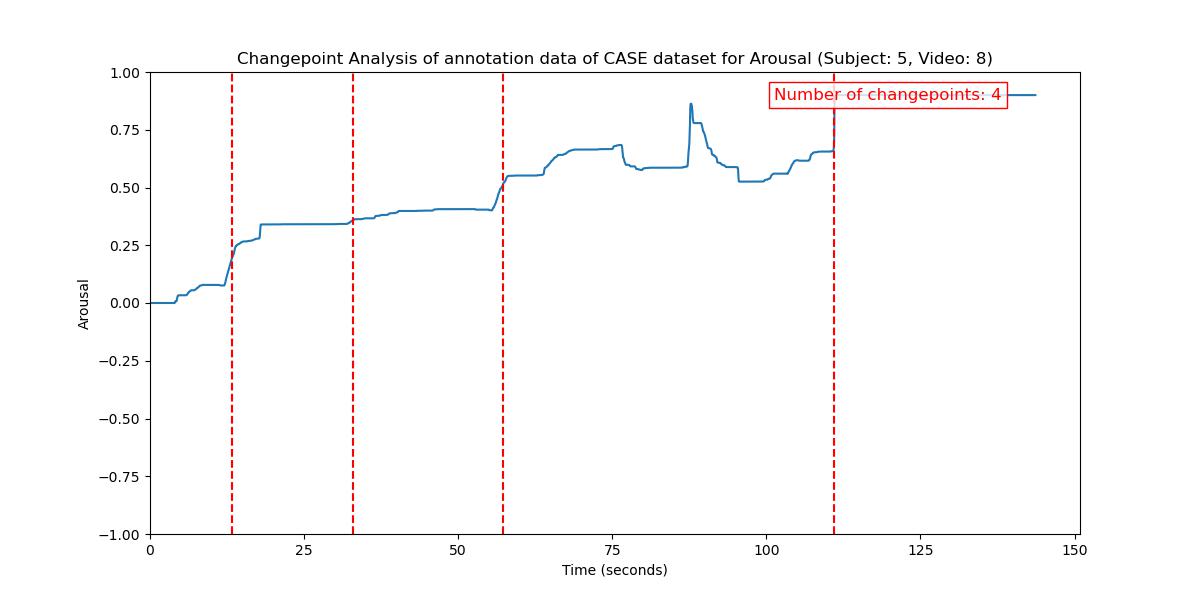 Changepoint Analysis of annotation data of CASE dataset for Arousal (Subject: 5, Video: 8)
Number of changepoints: 4
1.00
0.75
0.50
0.25
0.00
−0.25
−0.50
−0.75
−1.00
Arousal
0 25 50 75 100 125 150
Time (seconds)